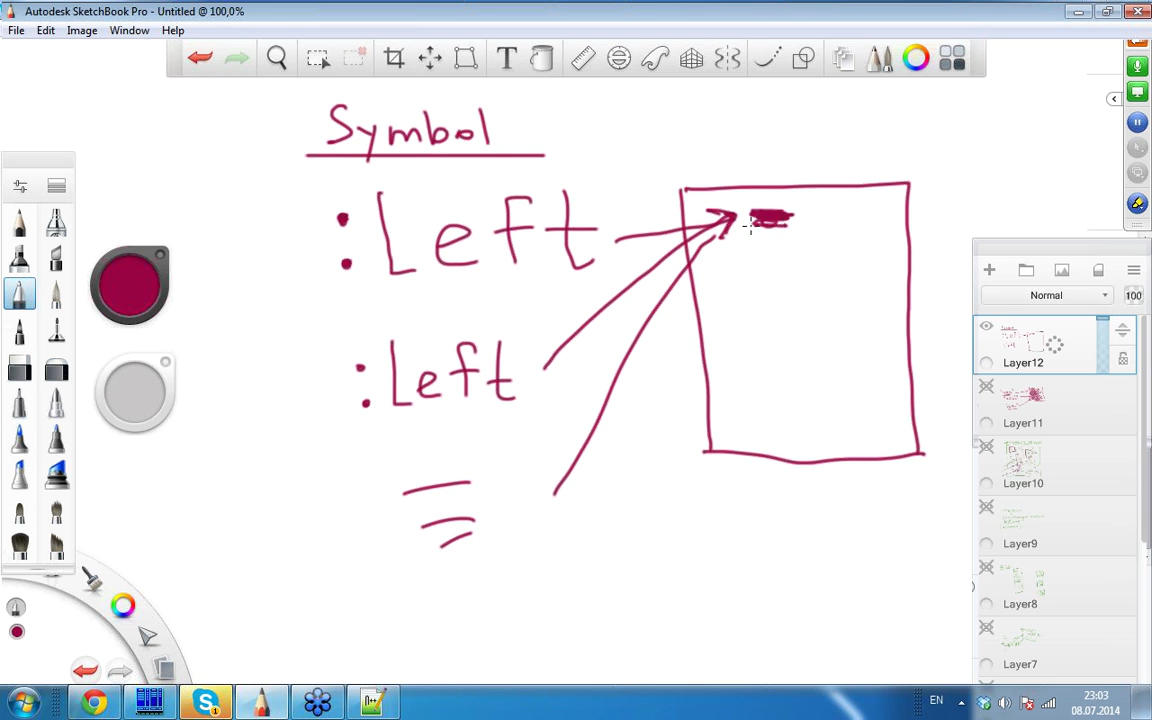 Autodesk SketchBook Pro - Untitled @ 100,0%
File Edit Image Window Help
T
Symbol
:Left
:Left
Normal
100
Layer12
Layer11
Layer10
Layer9
Layer8
Layer7
1
EN
23:03
08.07.2014